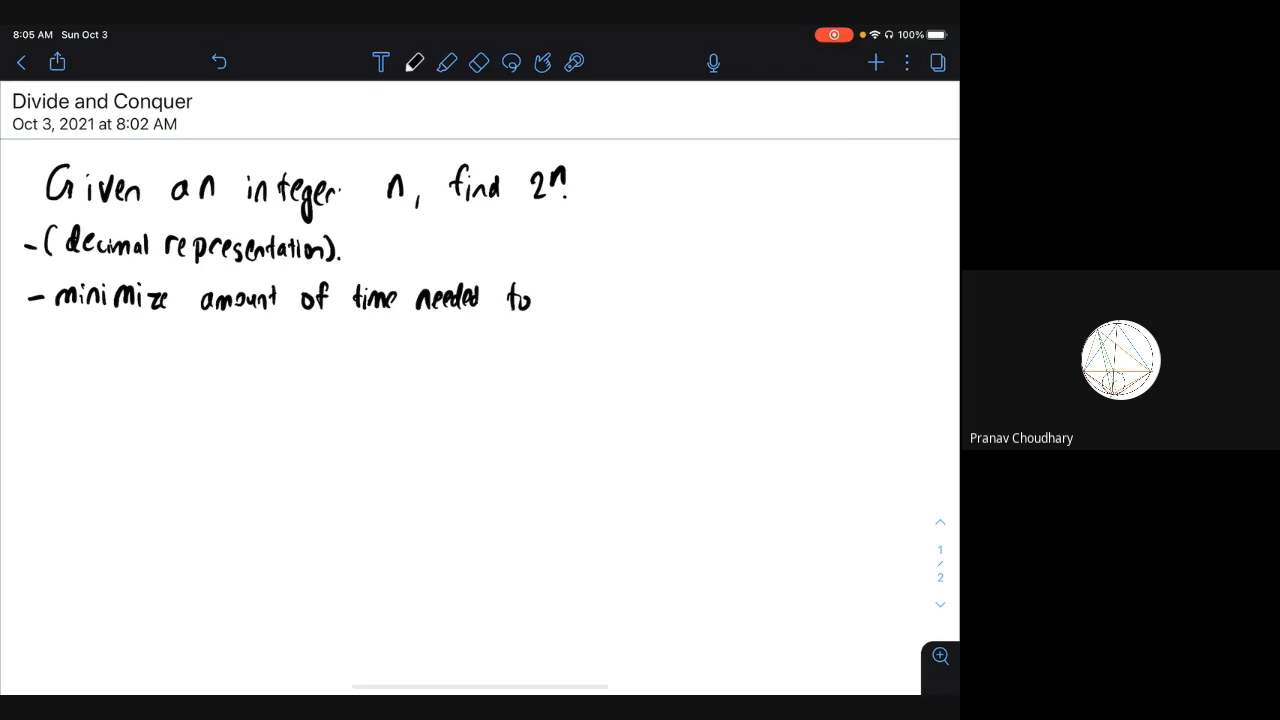 8:05 AM Sun Oct 3
100%
Divide and Conquer
Oct 3, 2021 at 8:02 AM
Given an integer n, find 2ⁿ.
- (decimal representation).
- minimize amount of time needed to
1
/
2
Pranav Choudhary